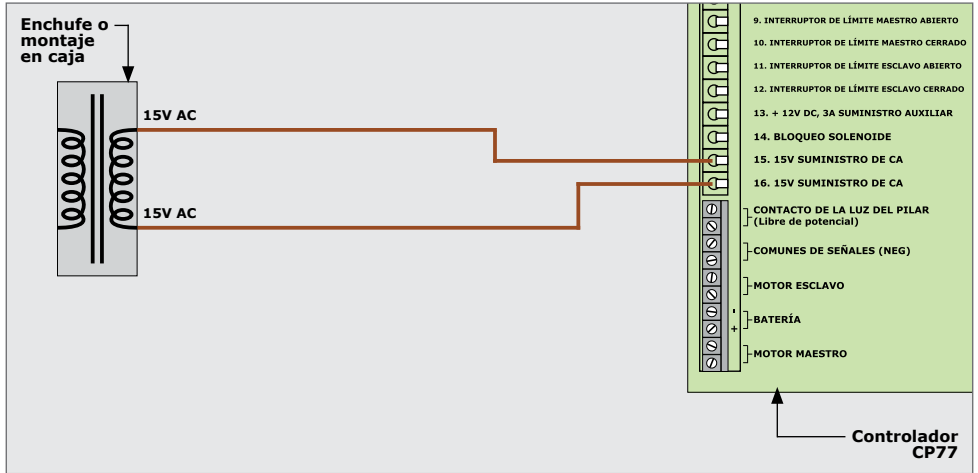 Enchufe o
montaje
en caja
15V AC
15V AC
9. INTERRUPTOR DE LÍMITE MAESTRO ABIERTO
10. INTERRUPTOR DE LÍMITE MAESTRO CERRADO
11. INTERRUPTOR DE LÍMITE ESCLAVO ABIERTO
12. INTERRUPTOR DE LÍMITE ESCLAVO CERRADO
13. + 12V DC, 3A SUMINISTRO AUXILIAR
14. BLOQUEO SOLENOIDE
15. 15V SUMINISTRO DE CA
16. 15V SUMINISTRO DE CA
CONTACTO DE LA LUZ DEL PILAR
(Libre de potencial)
COMUNES DE SEÑALES (NEG)
MOTOR ESCLAVO
-
BATERÍA
+
MOTOR MAESTRO
Controlador
CP77